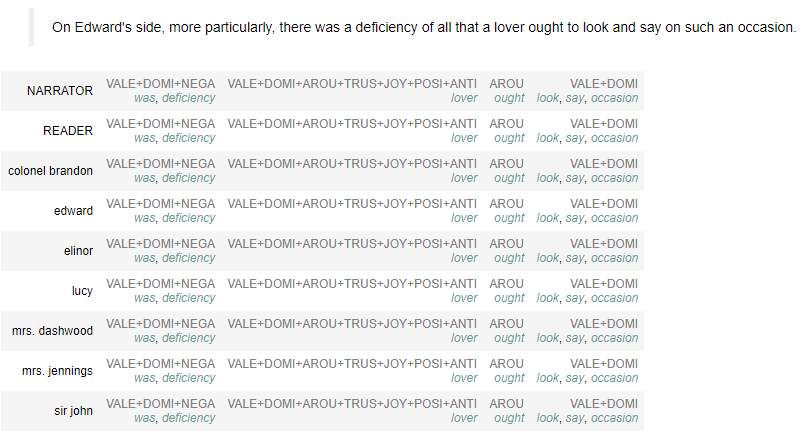 On Edward's side, more particularly, there was a deficiency of all that a lover ought to look and say on such an occasion.
NARRATOR VALE+DOMI+NEGA VALE+DOMI+AROU+TRUS+JOY+POSI+ANTI AROU VALE+DOMI
was, deficiency lover ought look, say, occasion
READER VALE+DOMI+NEGA VALE+DOMI+AROU+TRUS+JOY+POSI+ANTI AROU VALE+DOMI
was, deficiency lover ought look, say, occasion
colonel brandon VALE+DOMI+NEGA VALE+DOMI+AROU+TRUS+JOY+POSI+ANTI AROU VALE+DOMI
was, deficiency lover ought look, say, occasion
edward VALE+DOMI+NEGA VALE+DOMI+AROU+TRUS+JOY+POSI+ANTI AROU VALE+DOMI
was, deficiency lover ought look, say, occasion
elinor VALE+DOMI+NEGA VALE+DOMI+AROU+TRUS+JOY+POSI+ANTI AROU VALE+DOMI
was, deficiency lover ought look, say, occasion
lucy VALE+DOMI+NEGA VALE+DOMI+AROU+TRUS+JOY+POSI+ANTI AROU VALE+DOMI
was, deficiency lover ought look, say, occasion
mrs. dashwood VALE+DOMI+NEGA VALE+DOMI+AROU+TRUS+JOY+POSI+ANTI AROU VALE+DOMI
was, deficiency lover ought look, say, occasion
mrs. jennings VALE+DOMI+NEGA VALE+DOMI+AROU+TRUS+JOY+POSI+ANTI AROU VALE+DOMI
was, deficiency lover ought look, say, occasion
sir john VALE+DOMI+NEGA VALE+DOMI+AROU+TRUS+JOY+POSI+ANTI AROU VALE+DOMI
was, deficiency lover ought look, say, occasion